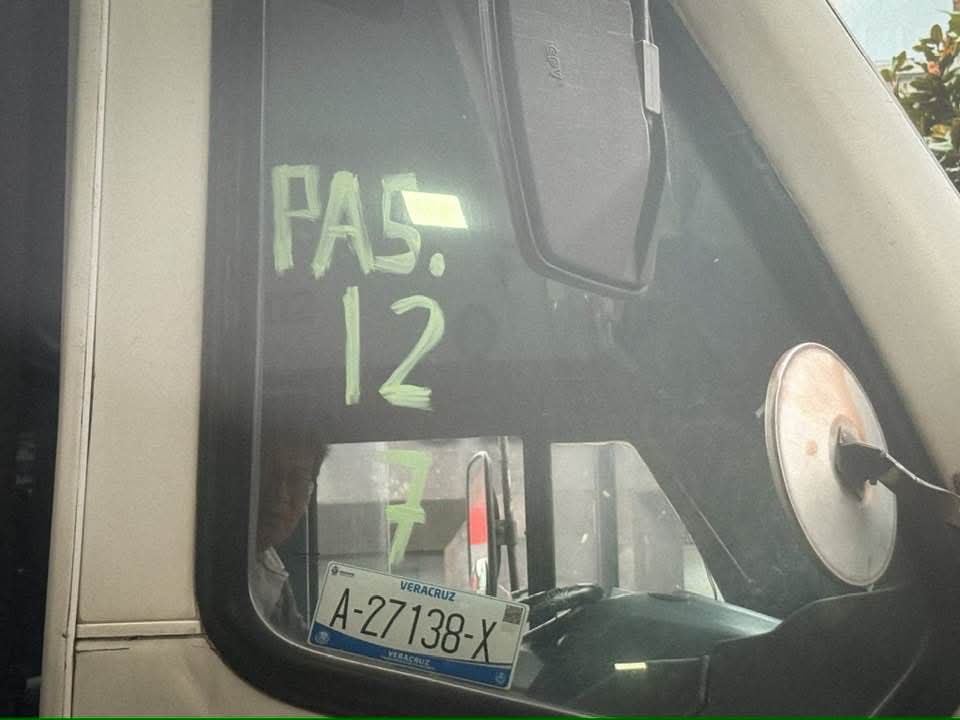 PAS.
12
7
VERACRUZ
A-27138-X
VERACRUZ